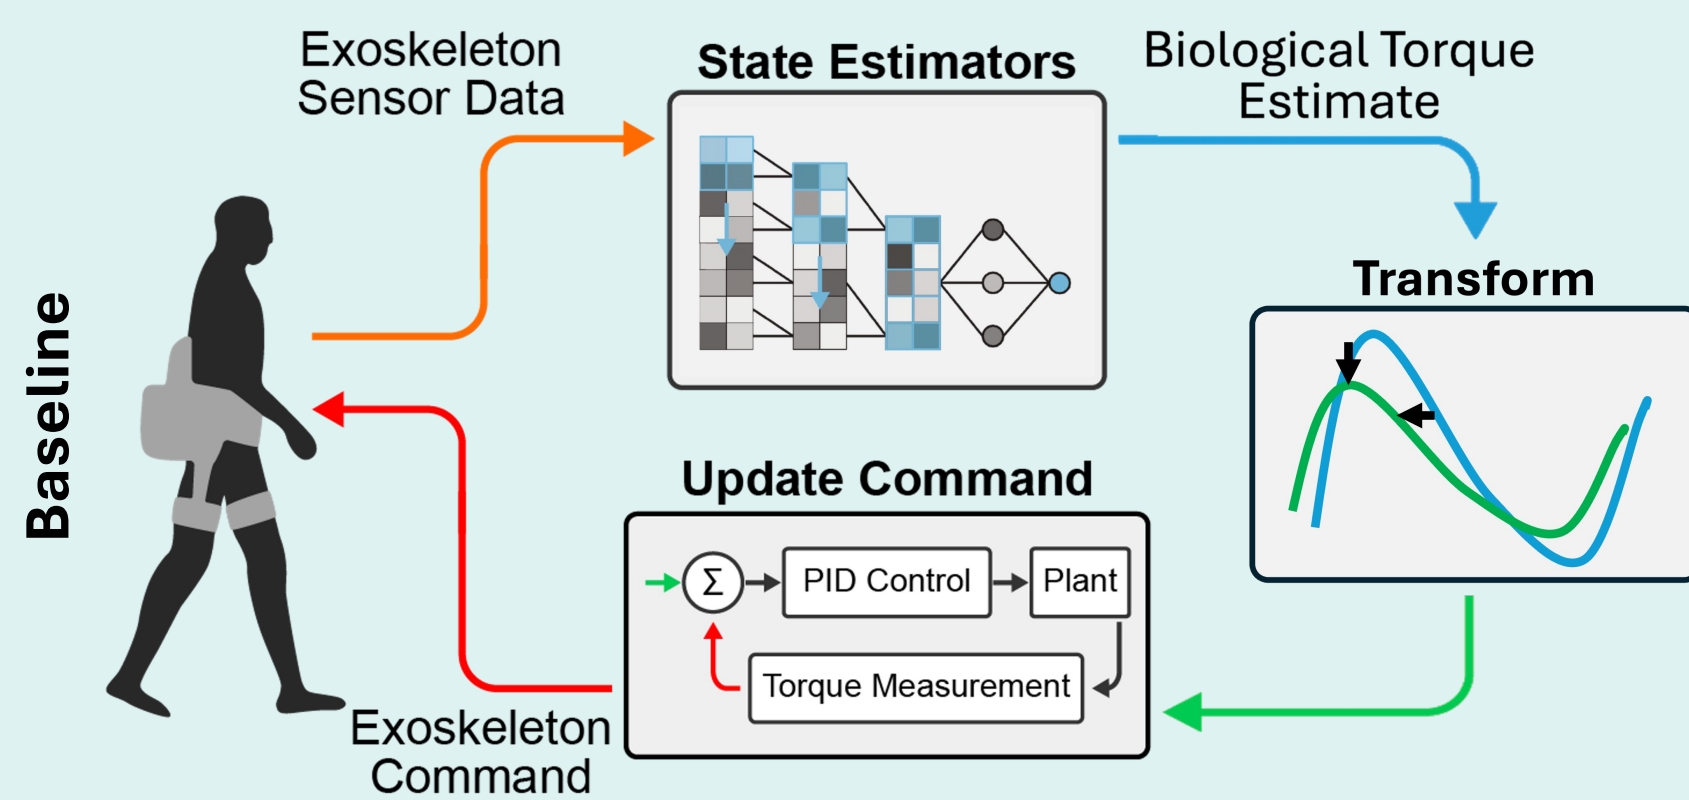 Exoskeleton
Sensor Data
State Estimators
Biological Torque
Estimate
Transform
Baseline
Update Command
Σ
PID Control
Plant
Torque Measurement
Exoskeleton
Command